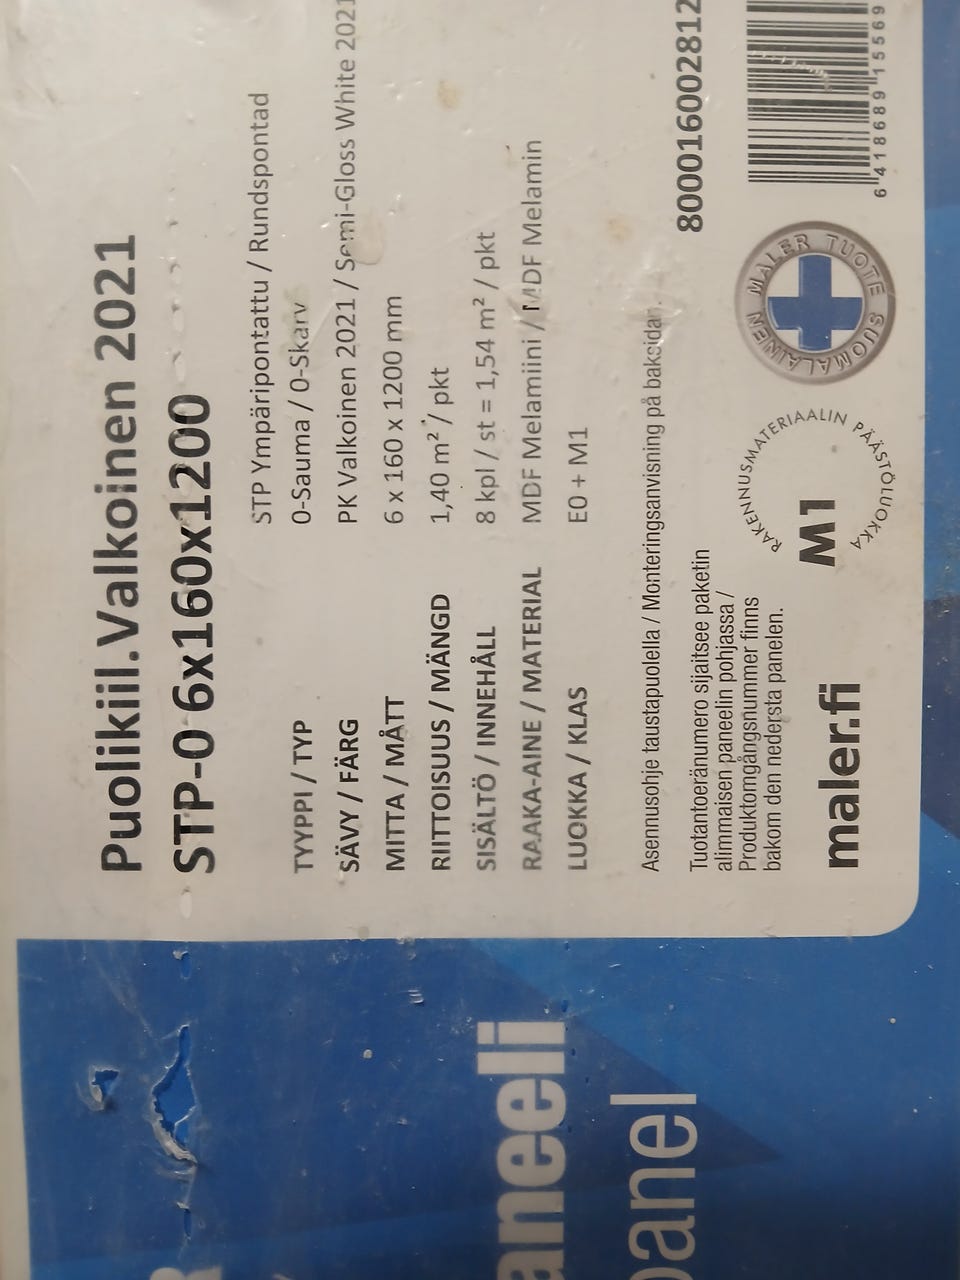 Puolikiil.Valkoinen 2021
STP-0 6x160x1200
TYYPPI / TYP STP Ympäripontattu / Rundspontad
0-Sauma / 0-Skarv
SÄVY / FÄRG PK Valkoinen 2021 / Semi-Gloss White 2021
MITTA / MÅTT 6 x 160 x 1200 mm
RIITTOISUUS / MÄNGD 1,40 m² / pkt
SISÄLTÖ / INNEHÅLL 8 kpl / st = 1,54 m² / pkt
RAAKA-AINE / MATERIAL MDF Melamiini / MDF Melamin
LUOKKA / KLAS E0 + M1
Asennusohje taustapuolella / Monteringsanvisning på baksidan.
Tuotantoeränumero sijaitsee paketin
alimmaisen paneelin pohjassa /
Produktomgångsnummer finns
bakom den nedersta panelen.
maler.fi
M1
RAKENNUSMATERIAALIN PÄÄSTÖLUOKKA
SUOMALAINEN MALER TUOTE
800016002812
6 418689 15569
aneeli
panel